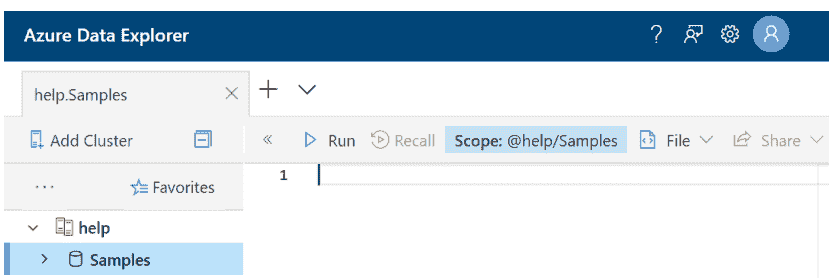 Azure Data Explorer ?
help.Samples
Add Cluster Run Recall Scope: @help/Samples File Share
... Favorites 1
help
Samples